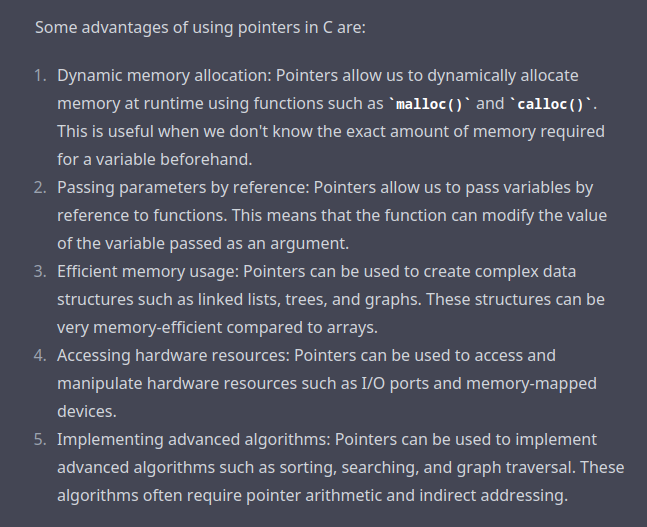 Some advantages of using pointers in C are:
1. Dynamic memory allocation: Pointers allow us to dynamically allocate
memory at runtime using functions such as `malloc()` and `calloc()`.
This is useful when we don't know the exact amount of memory required
for a variable beforehand.
2. Passing parameters by reference: Pointers allow us to pass variables by
reference to functions. This means that the function can modify the value
of the variable passed as an argument.
3. Efficient memory usage: Pointers can be used to create complex data
structures such as linked lists, trees, and graphs. These structures can be
very memory-efficient compared to arrays.
4. Accessing hardware resources: Pointers can be used to access and
manipulate hardware resources such as I/O ports and memory-mapped
devices.
5. Implementing advanced algorithms: Pointers can be used to implement
advanced algorithms such as sorting, searching, and graph traversal. These
algorithms often require pointer arithmetic and indirect addressing.